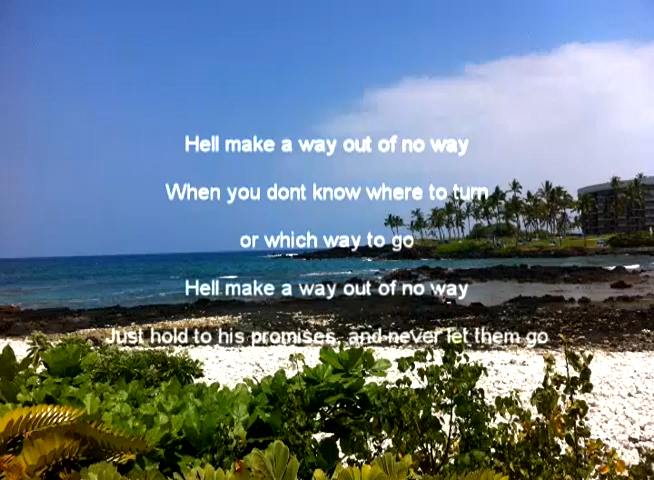 Hell make a way out of no way
When you dont know where to turn
or which way to go
Hell make a way out of no way
Just hold to his promises, and never let them go